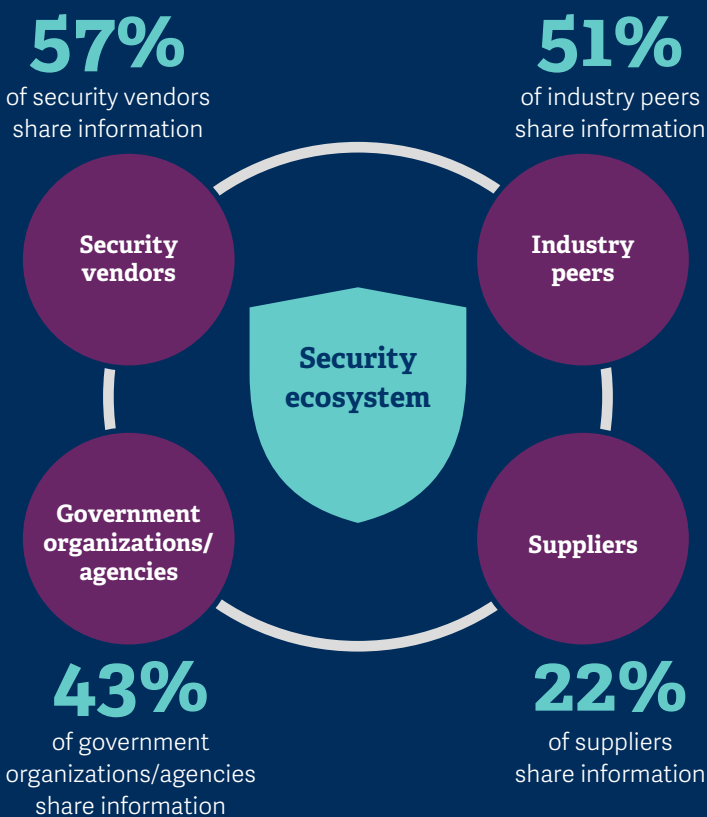 57%
of security vendors
share information
51%
of industry peers
share information
Security
vendors
Industry
peers
Security
ecosystem
Government
organizations/
agencies
Suppliers
43%
of government
organizations/agencies
share information
22%
of suppliers
share information